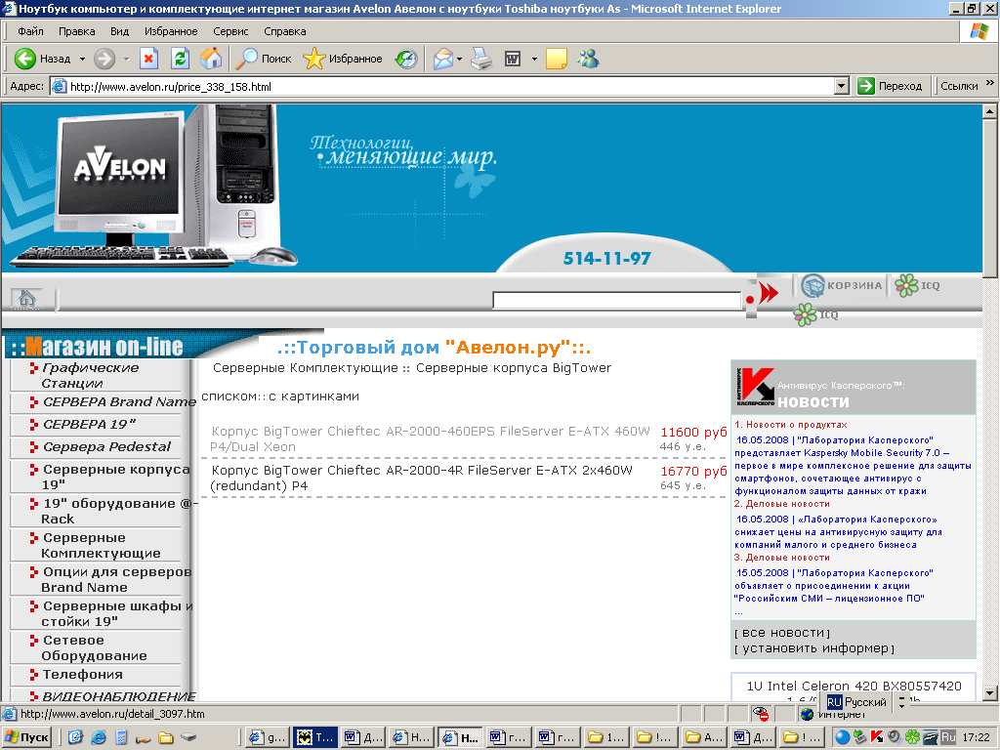 Ноутбук компьютер и комплектующие интернет магазин Avelon Авелон с ноутбуки Toshiba ноутбуки As - Microsoft Internet Explorer
Файл Правка Вид Избранное Сервис Справка
Назад Поиск Избранное
Адрес: http://www.avelon.ru/price_338_158.html Переход Ссылки »
AVELON
COMPUTERS
Технологии,
меняющие мир.
514-11-97
КОРЗИНА ICQ
ICQ
::Магазин on-line
.::Торговый дом "Авелон.ру"::.
Графические
Станции
СЕРВЕРА Brand Name
СЕРВЕРА 19"
Сервера Pedestal
Серверные корпуса
19"
19" оборудование @-
Rack
Серверные
Комплектующие
Опции для серверов
Brand Name
Серверные шкафы и
стойки 19"
Сетевое
Оборудование
Телефония
ВИДЕОНАБЛЮДЕНИЕ
Серверные Комплектующие :: Серверные корпуса BigTower
списком:: с картинками
Корпус BigTower Chieftec AR-2000-460EPS FileServer E-ATX 460W
P4/Dual Xeon
11600 руб
446 у.е.
Корпус BigTower Chieftec AR-2000-4R FileServer E-ATX 2x460W
(redundant) P4
16770 руб
645 у.е.
АНТИВИРУС
КАСПЕРСКОГО
Антивирус Касперского™:
НОВОСТИ
1. Новости о продуктах
16.05.2008 | "Лаборатория Касперского"
представляет Kaspersky Mobile Security 7.0 –
первое в мире комплексное решение для защиты
смартфонов, сочетающее антивирус с
функционалом защиты данных от кражи
2. Деловые новости
16.05.2008 | «Лаборатория Касперского»
снижает цены на антивирусную защиту для
компаний малого и среднего бизнеса
3. Деловые новости
15.05.2008 | "Лаборатория Касперского"
объявляет о присоединении к акции
"Российским СМИ – лицензионное ПО"
...
[ все новости]
[ установить информер]
1U Intel Celeron 420 BX80557420
RU Русский
http://www.avelon.ru/detail_3097.htm
Интернет
Пуск g... T... Д... Н... Н... г... г... 1... !... А... Д... !... Ru 17:22